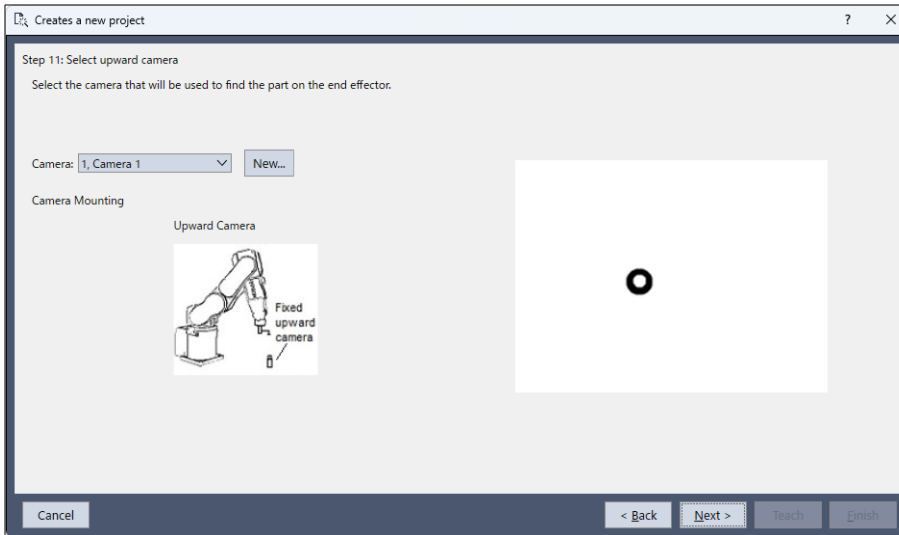 Creates a new project
?
Step 11: Select upward camera
Select the camera that will be used to find the part on the end effector.
Camera: 1, Camera 1 New...
Camera Mounting
Upward Camera
Fixed
upward
camera
Cancel < Back Next > Teach Finish